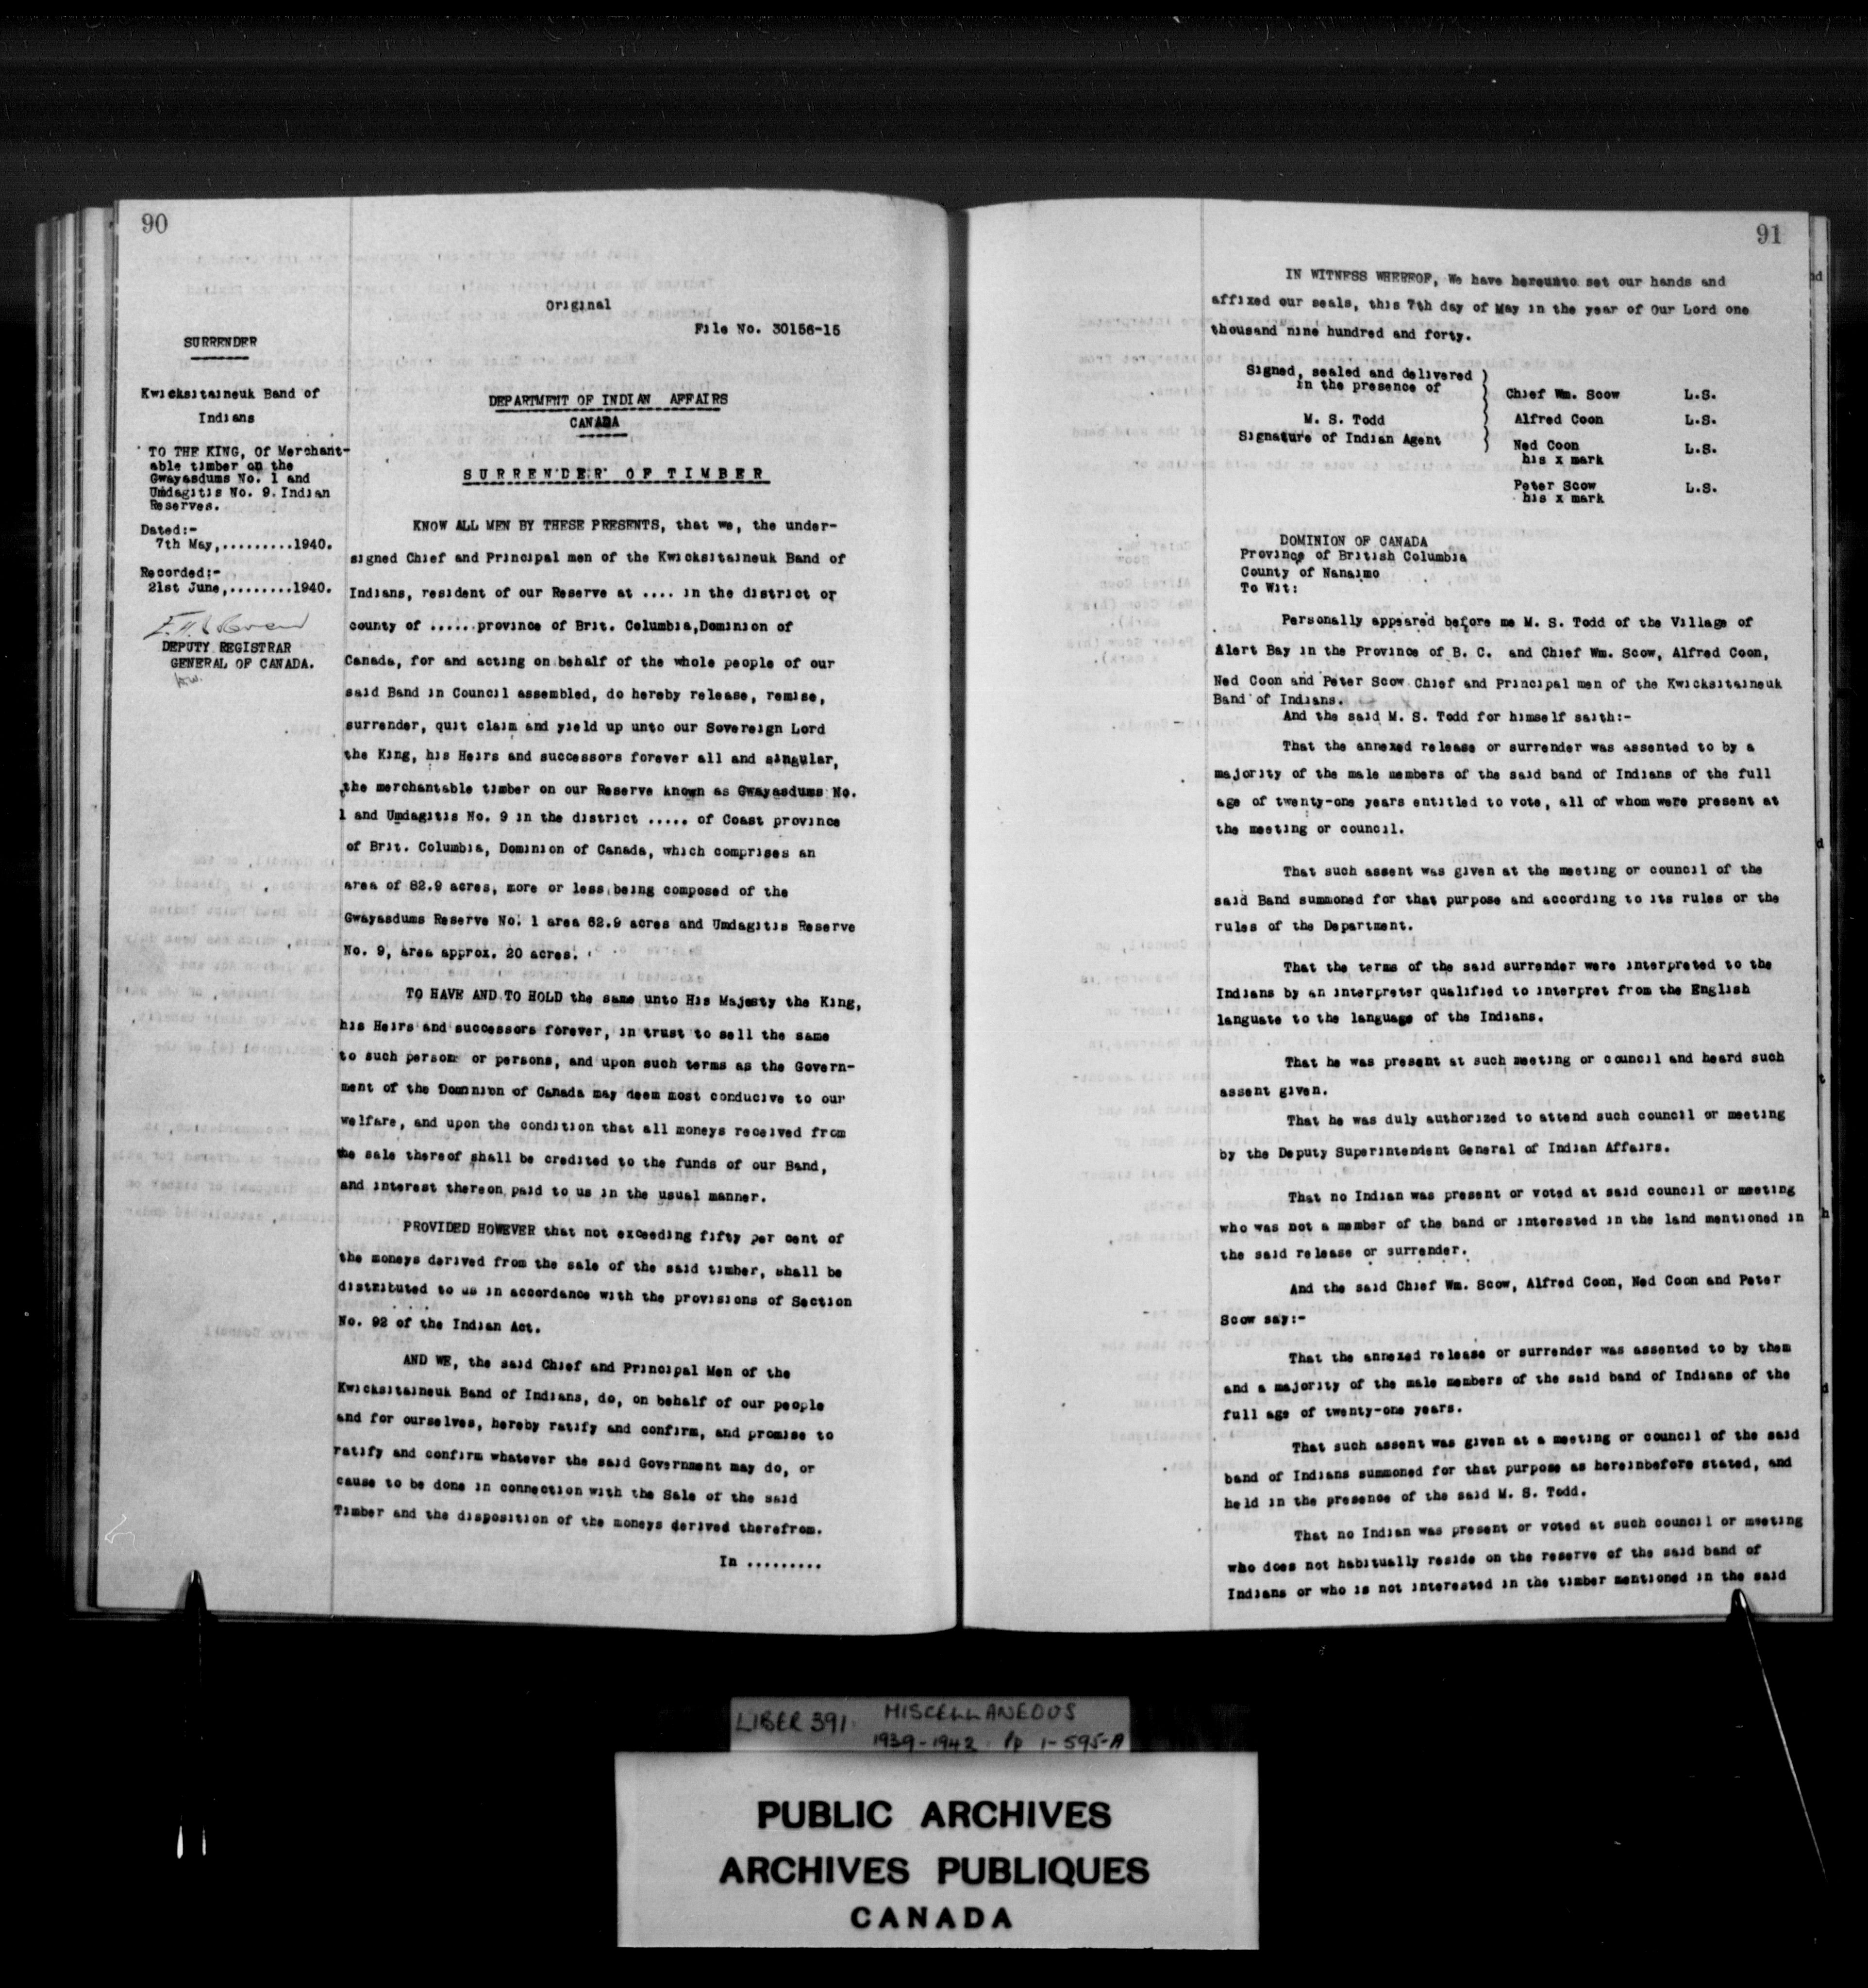 90
SURRENDER
Kwicksitaineuk Band of
Indians
TO THE KING, Of Merchant-
able timber on the
Gwayasdums No. 1 and
Umdagitis No. 9. Indian
Reserves.
Dated:-
7th May,.........1940.
Recorded:-
21st June,........1940.
DEPUTY REGISTRAR
GENERAL OF CANADA.
Original
File No. 30156-15
DEPARTMENT OF INDIAN AFFAIRS
CANADA
SURRENDER OF TIMBER
KNOW ALL MEN BY THESE PRESENTS, that we, the under-
signed Chief and Principal men of the Kwicksitaineuk Band of
Indians, resident of our Reserve at .... in the district or
county of ..... province of Brit. Columbia,Dominion of
Canada, for and acting on behalf of the whole people of our
said Band in Council assembled, do hereby release, remise,
surrender, quit claim and yield up unto our Sovereign Lord
the King, his Heirs and successors forever all and singular,
the merchantable timber on our Reserve known as Gwayasdums No.
1 and Umdagitis No. 9 in the district ..... of Coast province
of Brit. Columbia, Dominion of Canada, which comprises an
area of 82.9 acres, more or less being composed of the
Gwayasdums Reserve No. 1 area 62.9 acres and Umdagitis Reserve
No. 9, area approx. 20 acres.
TO HAVE AND TO HOLD the same unto His Majesty the King,
his Heirs and successors forever, in trust to sell the same
to such person or persons, and upon such terms as the Govern-
ment of the Dominion of Canada may deem most conducive to our
welfare, and upon the condition that all moneys received from
the sale thereof shall be credited to the funds of our Band,
and interest thereon paid to us in the usual manner.
PROVIDED HOWEVER that not exceeding fifty per cent of
the moneys derived from the sale of the said timber, shall be
distributed to us in accordance with the provisions of Section
No. 92 of the Indian Act.
AND WE, the said Chief and Principal Men of the
Kwicksitaineuk Band of Indians, do, on behalf of our people
and for ourselves, hereby ratify and confirm, and promise to
ratify and confirm whatever the said Government may do, or
cause to be done in connection with the Sale of the said
Timber and the disposition of the moneys derived therefrom.
In .........
91
IN WITNESS WHEREOF, We have hereunto set our hands and
affixed our seals, this 7th day of May in the year of Our Lord one
thousand nine hundred and forty.
Signed, sealed and delivered )
in the presence of
Chief Wm. Scow L.S.
M. S. Todd Alfred Coon L.S.
Signature of Indian Agent Ned Coon L.S.
his x mark
Peter Scow L.S.
his x mark
DOMINION OF CANADA
Province of British Columbia
County of Nanaimo
To Wit:
Personally appeared before me M. S. Todd of the Village of
Alert Bay in the Province of B. C. and Chief Wm. Scow, Alfred Coon,
Ned Coon and Peter Scow Chief and Principal men of the Kwicksitaineuk
Band of Indians.
And the said M. S. Todd for himself saith:-
That the annexed release or surrender was assented to by a
majority of the male members of the said band of Indians of the full
age of twenty-one years entitled to vote, all of whom were present at
the meeting or council.
That such assent was given at the meeting or council of the
said Band summoned for that purpose and according to its rules or the
rules of the Department.
That the terms of the said surrender were interpreted to the
Indians by an interpreter qualified to interpret from the English
languate to the language of the Indians.
That he was present at such meeting or council and heard such
assent given.
That he was duly authorized to attend such council or meeting
by the Deputy Superintendent General of Indian Affairs.
That no Indian was present or voted at said council or meeting
who was not a member of the band or interested in the land mentioned in
the said release or surrender.
And the said Chief Wm. Scow, Alfred Coon, Ned Coon and Peter
Scow say:-
That the annexed release or surrender was assented to by them
and a majority of the male members of the said band of Indians of the
full age of twenty-one years.
That such assent was given at a meeting or council of the said
band of Indians summoned for that purpose as hereinbefore stated, and
held in the presence of the said M. S. Todd.
That no Indian was present or voted at such council or meeting
who does not habitually reside on the reserve of the said band of
Indians or who is not interested in the timber mentioned in the said
LIBER 391. MISCELLANEOUS
1939-1942 Pp 1-595-A
PUBLIC ARCHIVES
ARCHIVES PUBLIQUES
CANADA